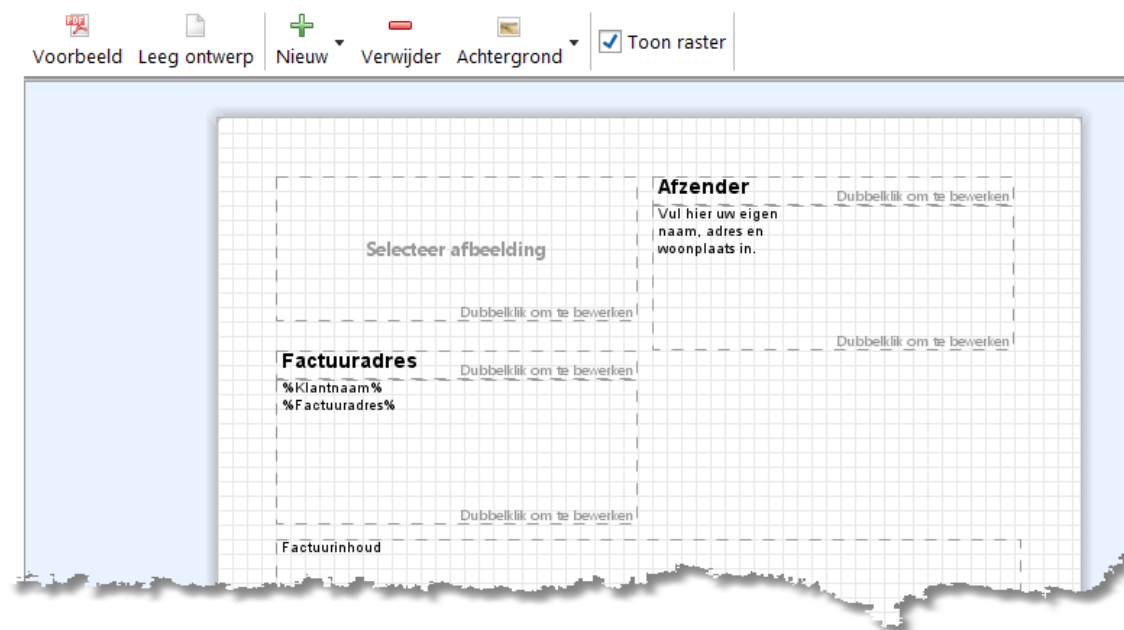 PDF
Voorbeeld Leeg ontwerp Nieuw Verwijder Achtergrond Toon raster
Selecteer afbeelding
Dubbelklik om te bewerken
Afzender
Dubbelklik om te bewerken
Vul hier uw eigen
naam, adres en
woonplaats in.
Dubbelklik om te bewerken
Factuuradres
Dubbelklik om te bewerken
%Klantnaam%
%Factuuradres%
Dubbelklik om te bewerken
Factuurinhoud